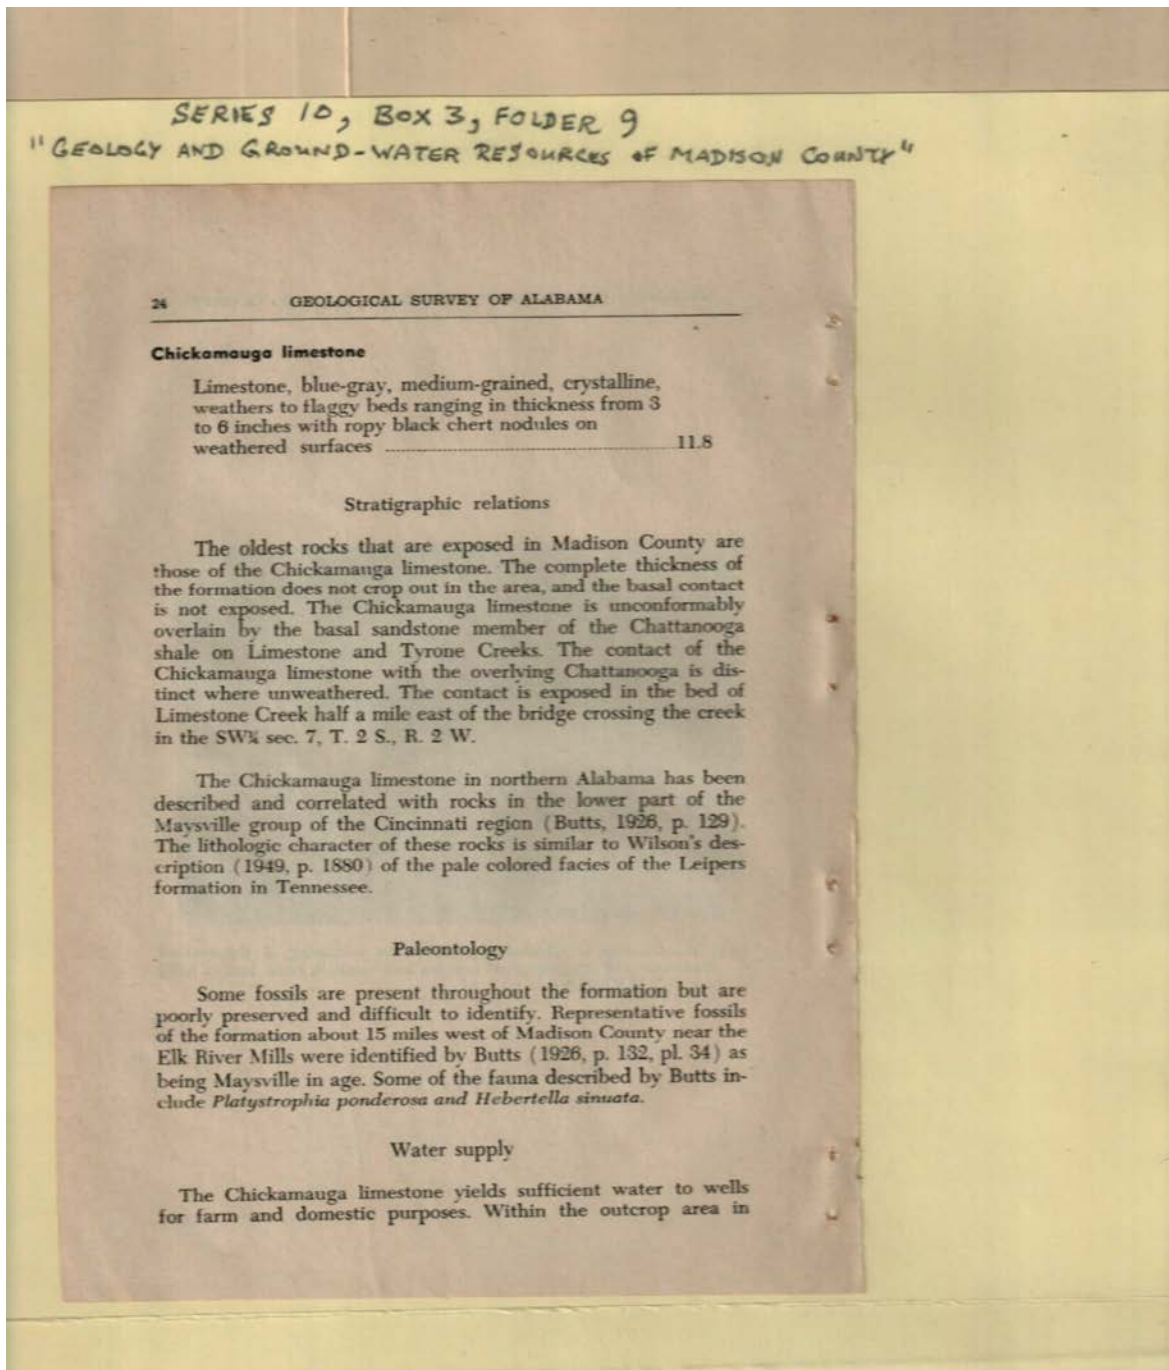 SERIES 10, BOX 3, FOLDER 9
"GEOLOGY AND GROUND-WATER RESOURCES OF MADISON COUNTY"
24 GEOLOGICAL SURVEY OF ALABAMA
Chickamauga limestone
Limestone, blue-gray, medium-grained, crystalline,
weathers to flaggy beds ranging in thickness from 3
to 6 inches with ropy black chert nodules on
weathered surfaces ........................................................ 11.8
Stratigraphic relations
The oldest rocks that are exposed in Madison County are
those of the Chickamauga limestone. The complete thickness of
the formation does not crop out in the area, and the basal contact
is not exposed. The Chickamauga limestone is unconformably
overlain by the basal sandstone member of the Chattanooga
shale on Limestone and Tyrone Creeks. The contact of the
Chickamauga limestone with the overlying Chattanooga is dis-
tinct where unweathered. The contact is exposed in the bed of
Limestone Creek half a mile east of the bridge crossing the creek
in the SW¼ sec. 7, T. 2 S., R. 2 W.
The Chickamauga limestone in northern Alabama has been
described and correlated with rocks in the lower part of the
Maysville group of the Cincinnati region (Butts, 1926, p. 129).
The lithologic character of these rocks is similar to Wilson's des-
cription (1949, p. 1880) of the pale colored facies of the Leipers
formation in Tennessee.
Paleontology
Some fossils are present throughout the formation but are
poorly preserved and difficult to identify. Representative fossils
of the formation about 15 miles west of Madison County near the
Elk River Mills were identified by Butts (1926, p. 132, pl. 34) as
being Maysville in age. Some of the fauna described by Butts in-
clude Platystrophia ponderosa and Hebertella sinuata.
Water supply
The Chickamauga limestone yields sufficient water to wells
for farm and domestic purposes. Within the outcrop area in